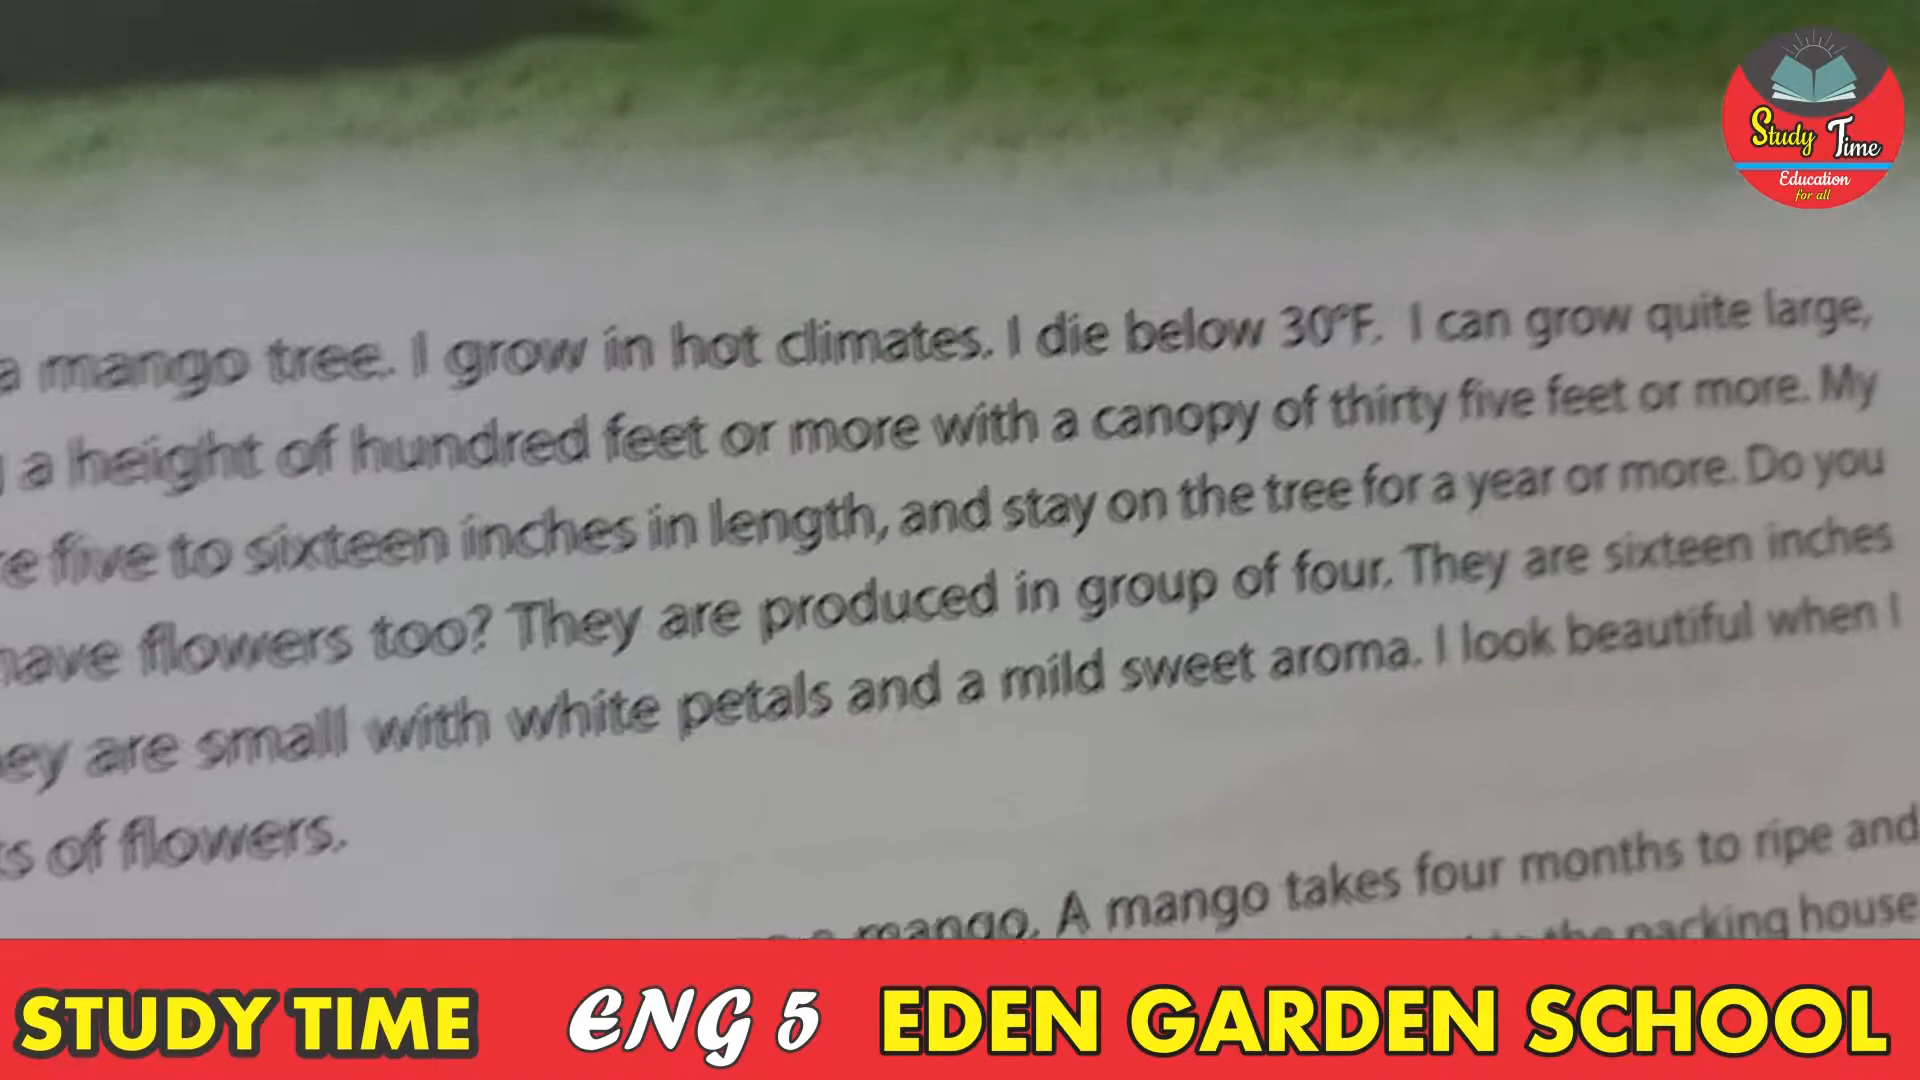 Study Time
Education
for all
a mango tree. I grow in hot climates. I die below 30°F. I can grow quite large,
a height of hundred feet or more with a canopy of thirty five feet or more. My
five to sixteen inches in length, and stay on the tree for a year or more. Do you
have flowers too? They are produced in group of four. They are sixteen inches
are small with white petals and a mild sweet aroma. I look beautiful when I
of flowers.
mango. A mango takes four months to ripe and
the packing house
STUDY TIME ENG 5 EDEN GARDEN SCHOOL